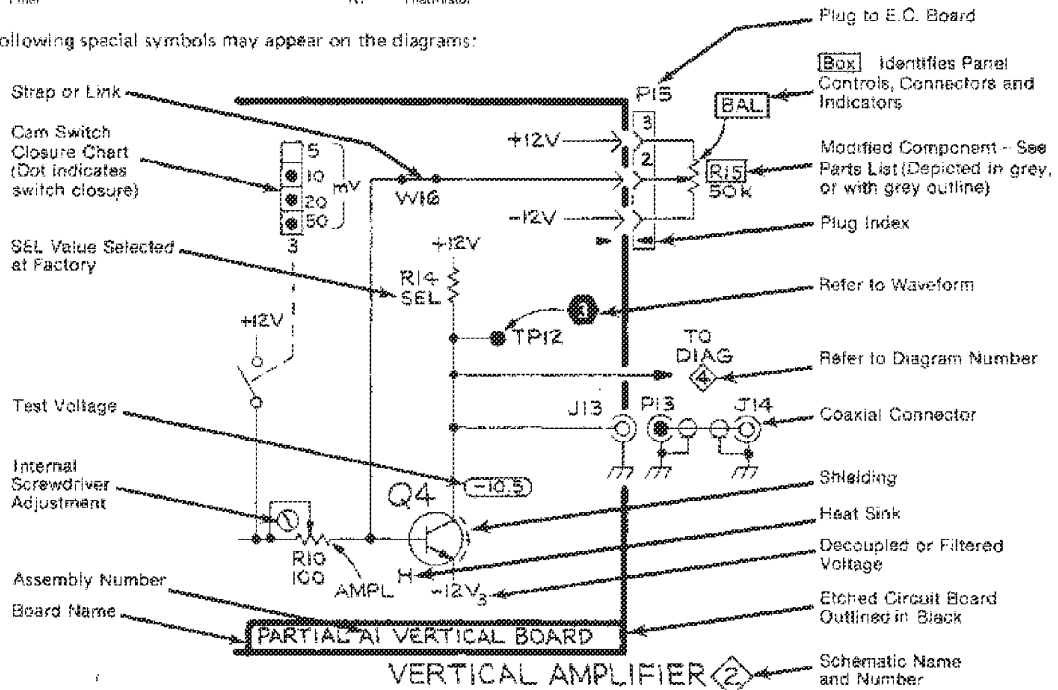 ollowing special symbols may appear on the diagrams:
Plug to E.C. Board
Box Identifies Panel
Controls, Connectors and
Indicators
Strap or Link
P15
BAL
Cam Switch
Closure Chart
(Dot indicates
switch closure)
5
10
20
50
mV
3
+12V
3
2
W16
R15
50K
Modified Component - See
Parts List (Depicted in grey,
or with grey outline)
-12V
Plug Index
SEL Value Selected
at Factory
+12V
R14
SEL
1
Refer to Waveform
+12V
TP12
TO
DIAG
4
Refer to Diagram Number
Test Voltage
J13
P13
J14
Coaxial Connector
Internal
Screwdriver
Adjustment
-10.5
Q4
Shielding
Heat Sink
R10
100
AMPL
-12V3
Decoupled or Filtered
Voltage
Assembly Number
Board Name
Etched Circuit Board
Outlined in Black
PARTIAL A1 VERTICAL BOARD
VERTICAL AMPLIFIER 2
Schematic Name
and Number